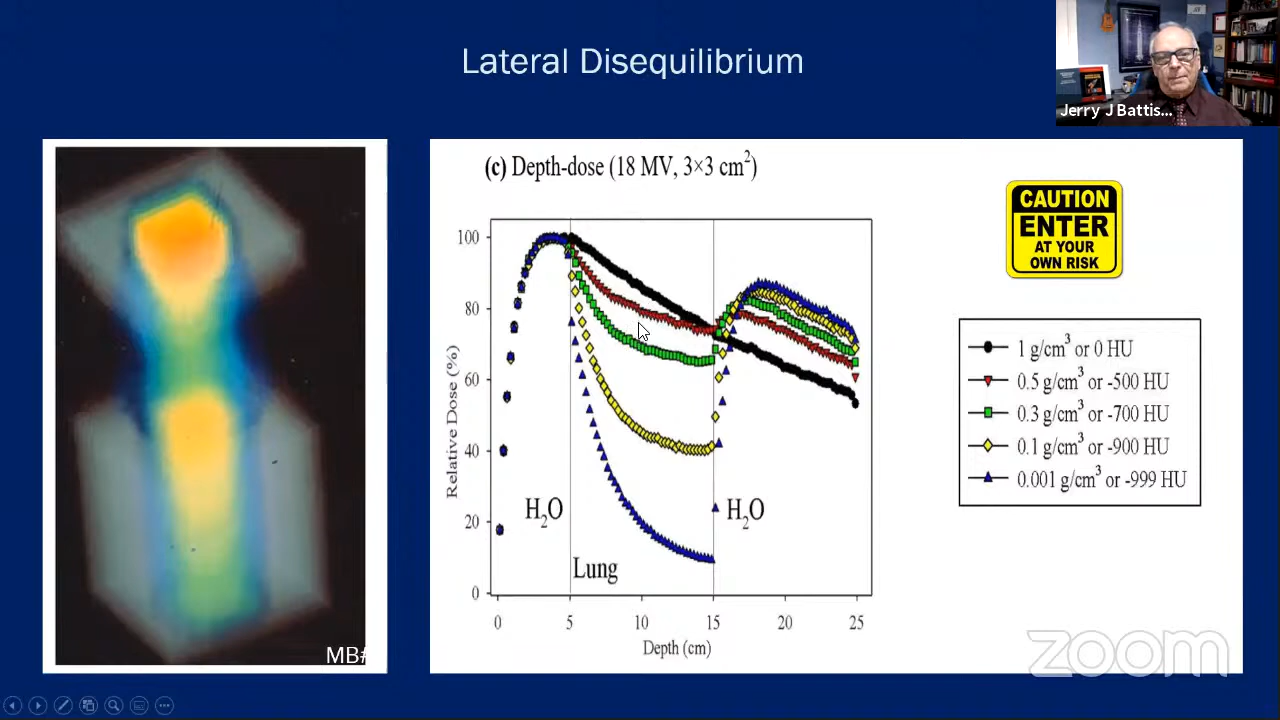 Lateral Disequilibrium
Jerry J Battis...
(c) Depth-dose (18 MV, 3×3 cm²)
100
80
60
40
20
0
Relative Dose (%)
H₂O
Lung
H₂O
0 5 10 15 20 25
Depth (cm)
CAUTION
ENTER
AT YOUR
OWN RISK
1 g/cm³ or 0 HU
0.5 g/cm³ or -500 HU
0.3 g/cm³ or -700 HU
0.1 g/cm³ or -900 HU
0.001 g/cm³ or -999 HU
zoom